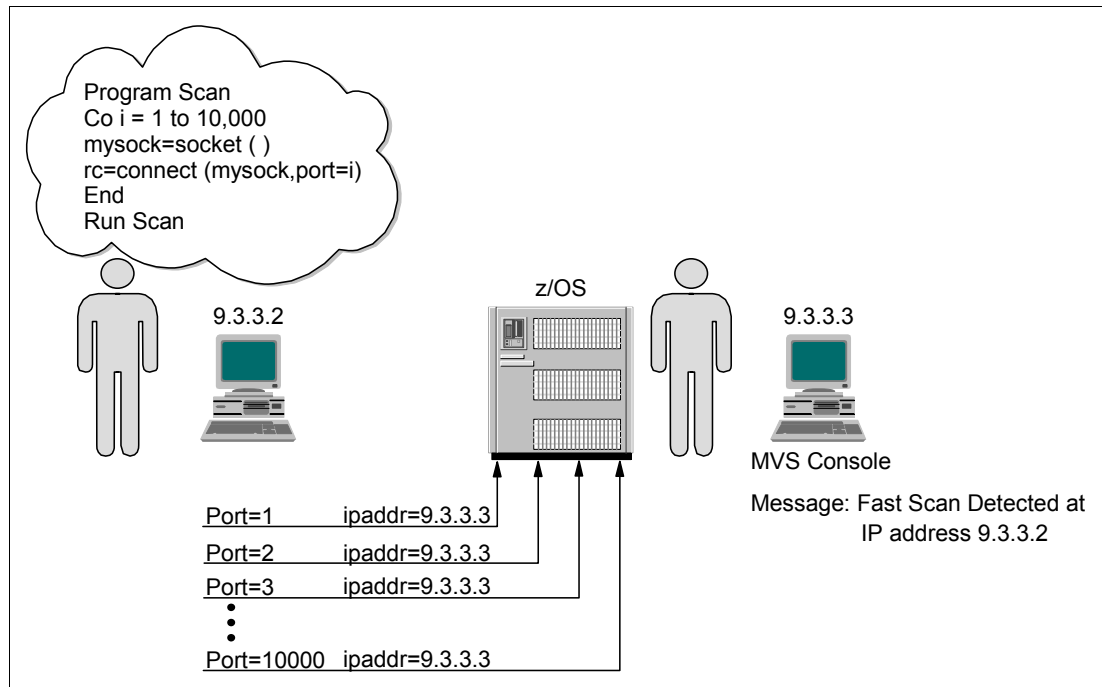 Program Scan
Co i = 1 to 10,000
mysock=socket ( )
rc=connect (mysock,port=i)
End
Run Scan
9.3.3.2
z/OS
9.3.3.3
MVS Console
Message: Fast Scan Detected at
IP address 9.3.3.2
Port=1 ipaddr=9.3.3.3
Port=2 ipaddr=9.3.3.3
Port=3 ipaddr=9.3.3.3
Port=10000 ipaddr=9.3.3.3